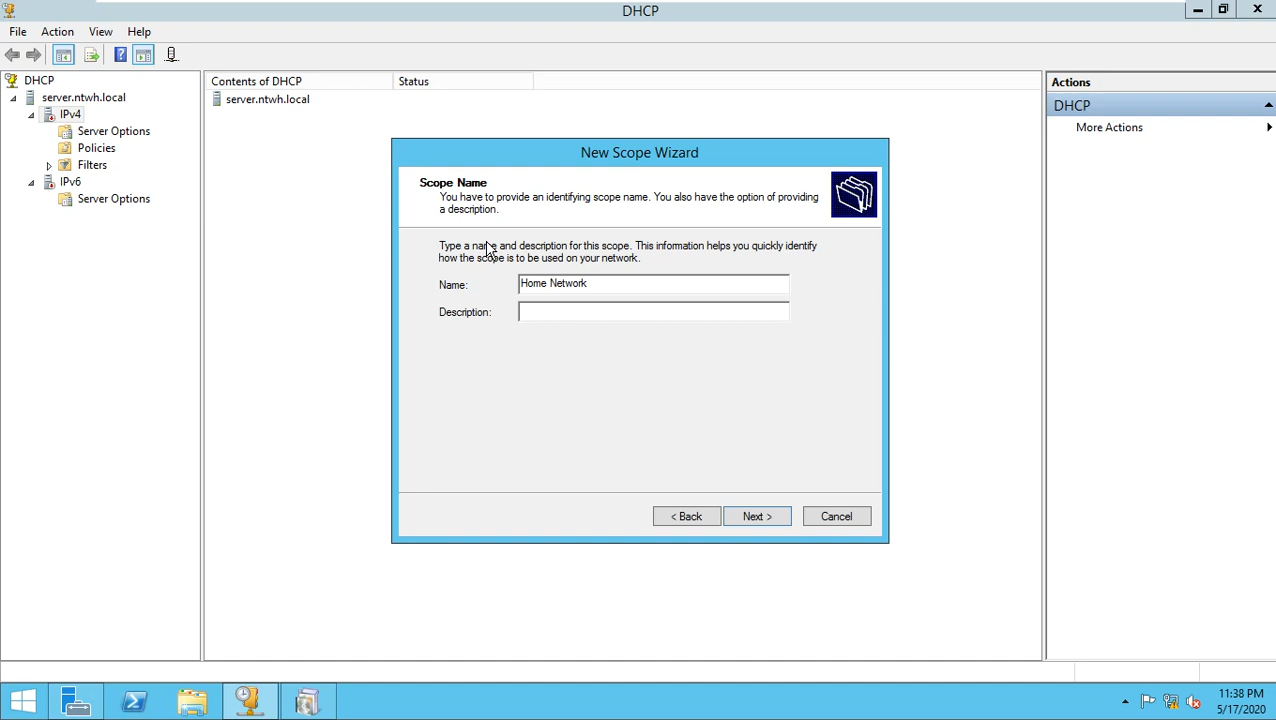 DHCP
File Action View Help
DHCP
server.ntwh.local
IPv4
Server Options
Policies
Filters
IPv6
Server Options
Contents of DHCP Status
server.ntwh.local
New Scope Wizard
Scope Name
You have to provide an identifying scope name. You also have the option of providing
a description.
Type a name and description for this scope. This information helps you quickly identify
how the scope is to be used on your network.
Name: Home Network
Description:
< Back Next > Cancel
Actions
DHCP
More Actions
11:38 PM
5/17/2020